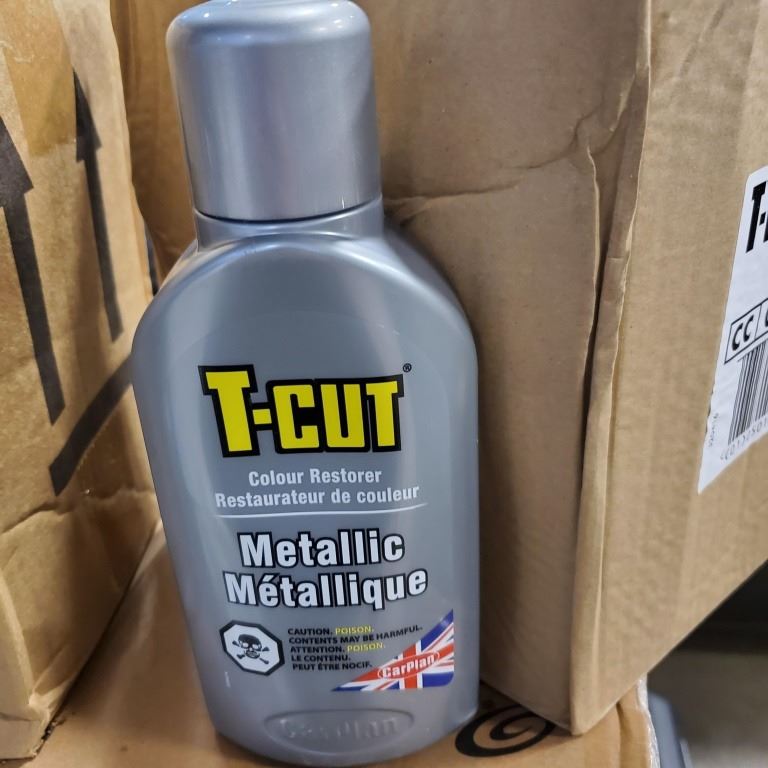 T-CUT®
Colour Restorer
Restaurateur de couleur
Metallic
Métallique
CAUTION. POISON.
CONTENTS MAY BE HARMFUL.
ATTENTION. POISON.
LE CONTENU.
PEUT ÊTRE NOCIF.
CarPlan
CarPlan
CC